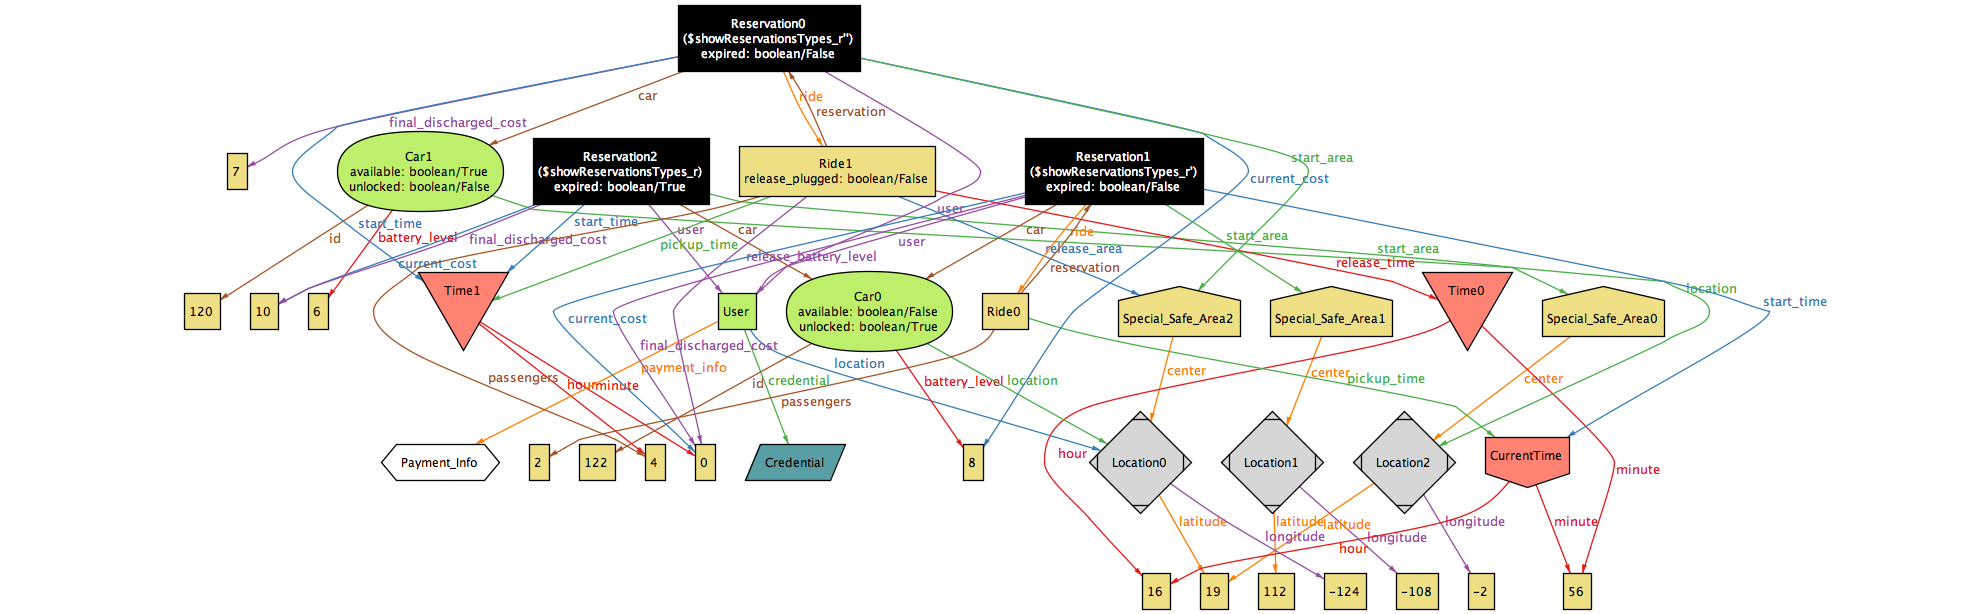 Reservation0
($showReservationsTypes_r")
expired: boolean/False
car
ride
reservation
final_discharged_cost
7
Car1
available: boolean/True
unlocked: boolean/False
Reservation2
($showReservationsTypes_r)
expired: boolean/True
Ride1
release_plugged: boolean/False
Reservation1
($showReservationsTypes_r')
expired: boolean/False
start_area
current_cost
user
start_time
start_time
id
battery_level
final_discharged_cost
user
car
pickup_time
user
car
ride
start_area
start_area
release_area
release_battery_level
current_cost
reservation
release_time
location
start_time
120
10
6
Time1
User
Car0
available: boolean/False
unlocked: boolean/True
Ride0
Special_Safe_Area2
Special_Safe_Area1
Time0
Special_Safe_Area0
current_cost
final_discharged_cost
payment_info
location
passengers
hour
minute
id
credential
passengers
battery_level
location
center
center
pickup_time
center
Payment_Info
2
122
4
0
Credential
8
Location0
Location1
Location2
CurrentTime
hour
minute
latitude
longitude
latitude
longitude
latitude
longitude
hour
minute
16
19
112
-124
-108
-2
56